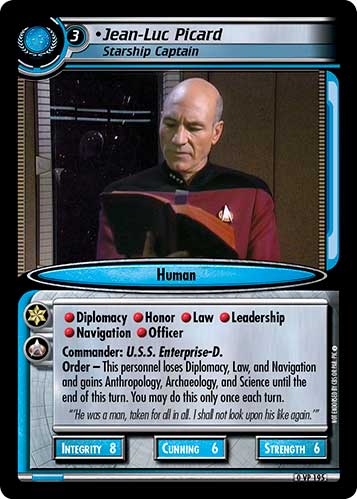 3 •Jean-Luc Picard
Starship Captain
Human
Diplomacy Honor Law Leadership
Navigation Officer
Commander: U.S.S. Enterprise-D.
Order – This personnel loses Diplomacy, Law, and Navigation
and gains Anthropology, Archaeology, and Science until the
end of this turn. You may do this only once each turn.
"He was a man, taken for all in all. I shall not look upon his like again.'"
Integrity 8 Cunning 6 Strength 6
0 VP 195